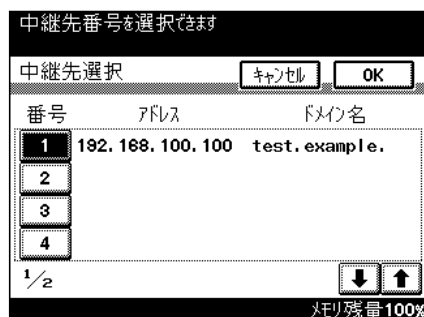 中継先番号を選択できます
中継先選択 ｷｬﾝｾﾙ OK
番号 ｱﾄﾞﾚｽ ﾄﾞﾒｲﾝ名
1 192.168.100.100 test.example.
2
3
4
1/2
ﾒﾓﾘ残量100%